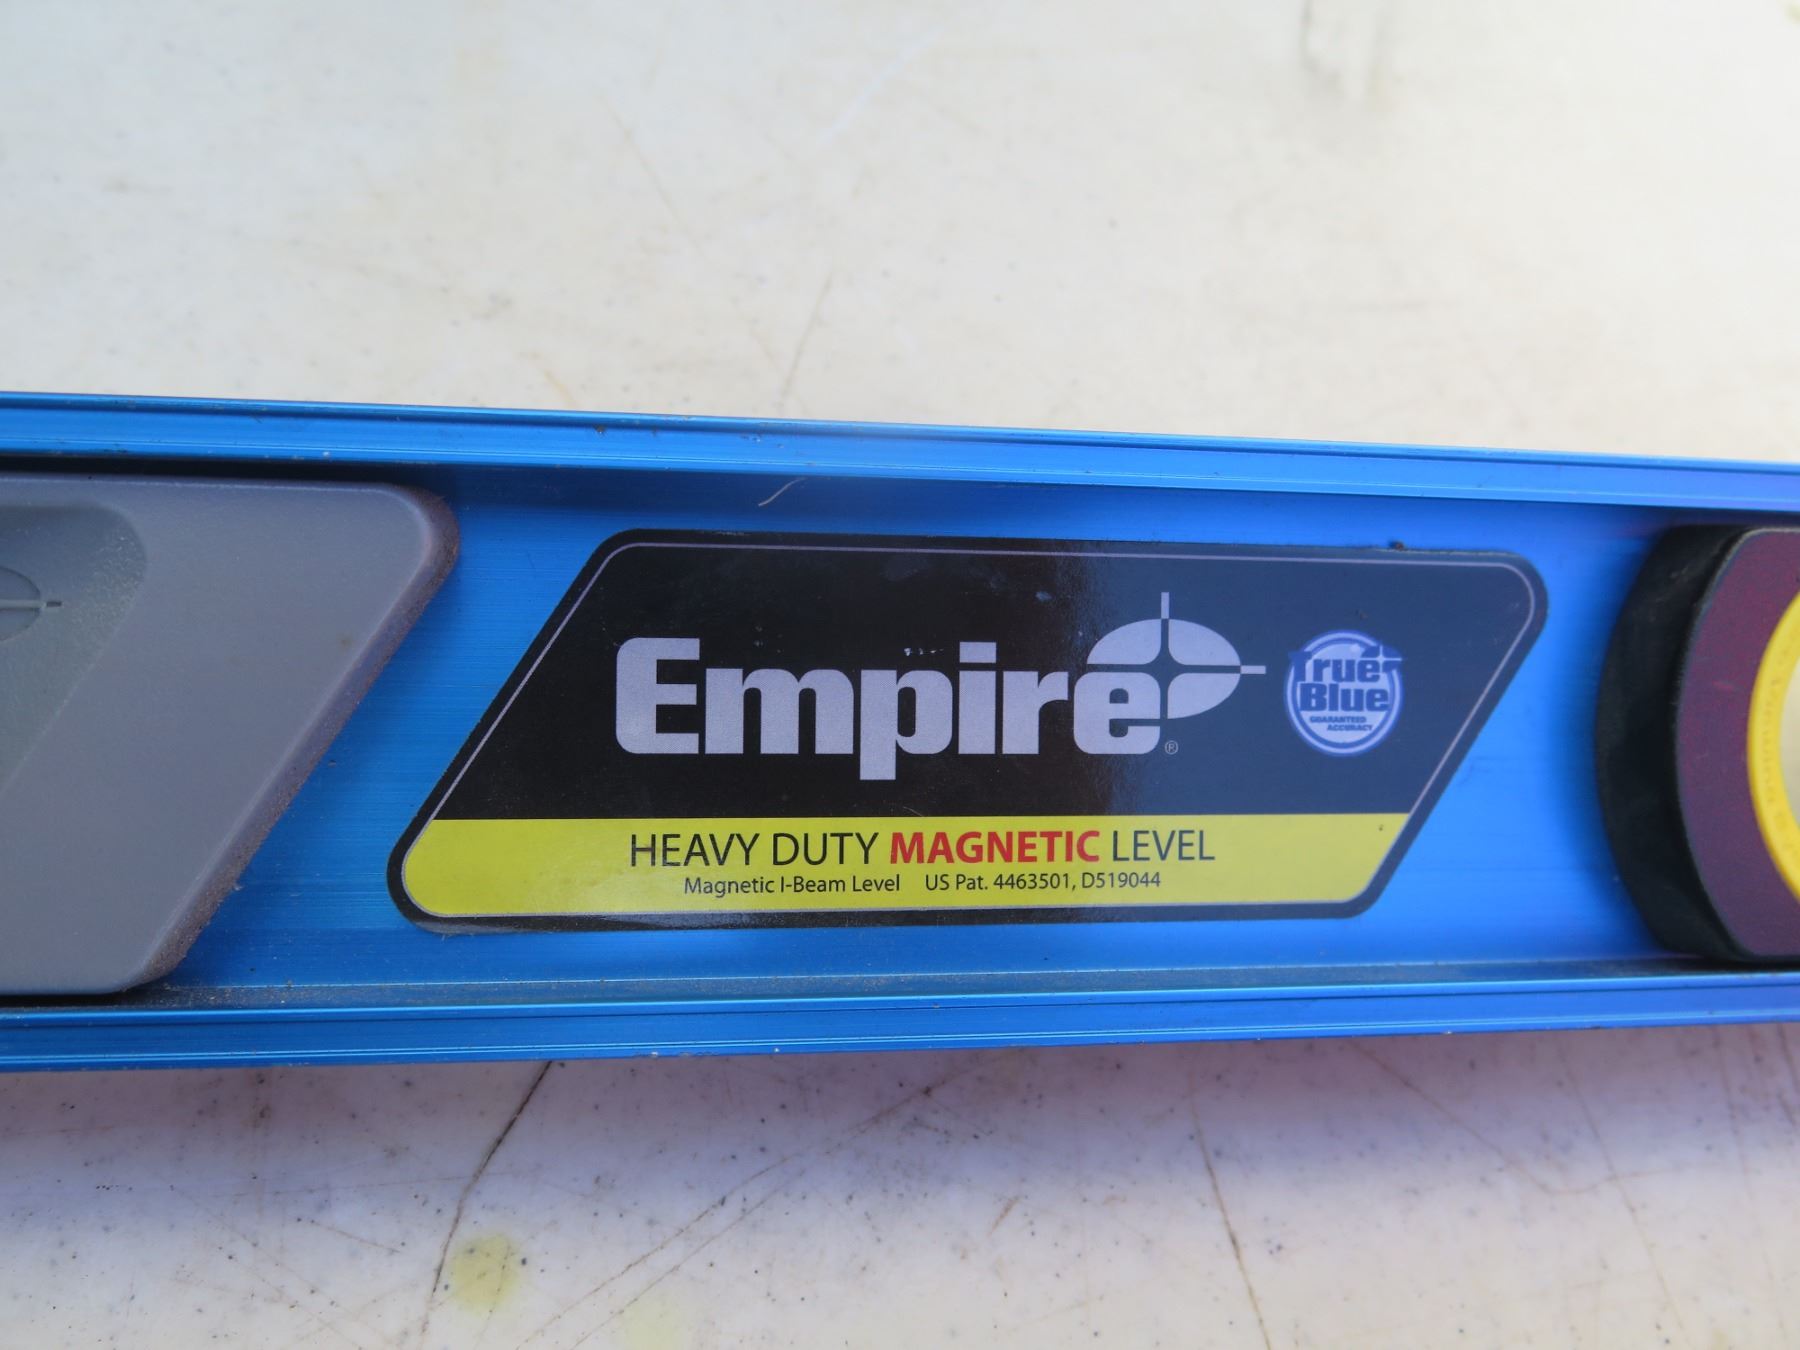 Empire®
True
Blue
GUARANTEED
ACCURACY
HEAVY DUTY MAGNETIC LEVEL
Magnetic I-Beam Level US Pat. 4463501, D519044